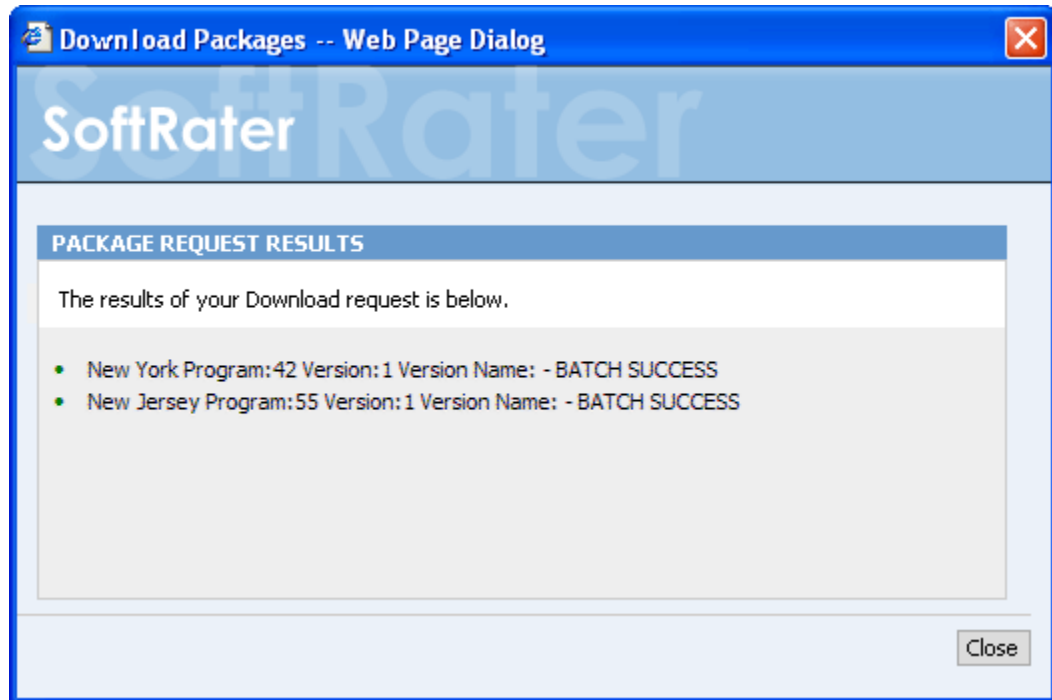 Download Packages -- Web Page Dialog
SoftRater
SoftRater
PACKAGE REQUEST RESULTS
The results of your Download request is below.
New York Program:42 Version:1 Version Name: - BATCH SUCCESS
New Jersey Program:55 Version:1 Version Name: - BATCH SUCCESS
Close